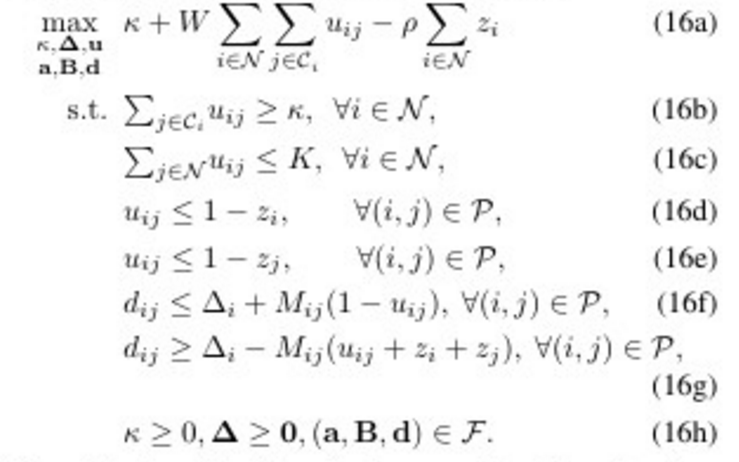 max κ + W ∑ ∑ u_{ij} − ρ ∑ z_i (16a)
κ,Δ,u i∈𝒩 j∈𝒞_i i∈𝒩
a,B,d
s.t. ∑_{j∈𝒞_i} u_{ij} ≥ κ, ∀i ∈ 𝒩, (16b)
∑_{j∈𝒩} u_{ij} ≤ K, ∀i ∈ 𝒩, (16c)
u_{ij} ≤ 1 − z_i, ∀(i, j) ∈ 𝒫, (16d)
u_{ij} ≤ 1 − z_j, ∀(i, j) ∈ 𝒫, (16e)
d_{ij} ≤ Δ_i + M_{ij}(1 − u_{ij}), ∀(i, j) ∈ 𝒫, (16f)
d_{ij} ≥ Δ_i − M_{ij}(u_{ij} + z_i + z_j), ∀(i, j) ∈ 𝒫,
(16g)
κ ≥ 0, Δ ≥ 0, (a, B, d) ∈ ℱ. (16h)